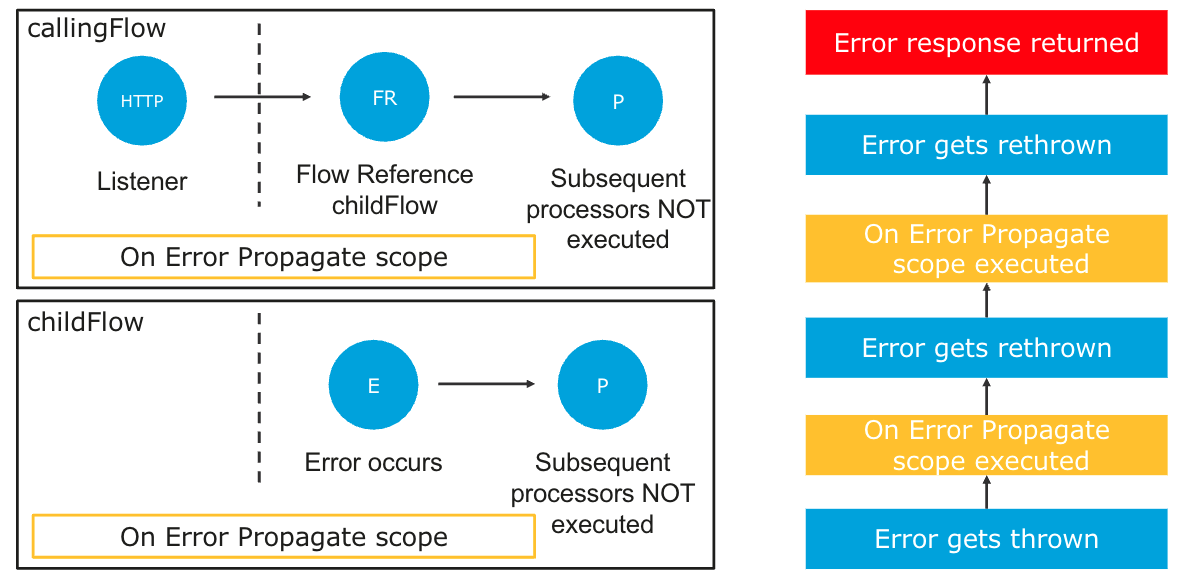 callingFlow
HTTP
FR
P
Listener
Flow Reference
childFlow
Subsequent
processors NOT
executed
On Error Propagate scope
childFlow
E
P
Error occurs
Subsequent
processors NOT
executed
On Error Propagate scope
Error response returned
Error gets rethrown
On Error Propagate
scope executed
Error gets rethrown
On Error Propagate
scope executed
Error gets thrown